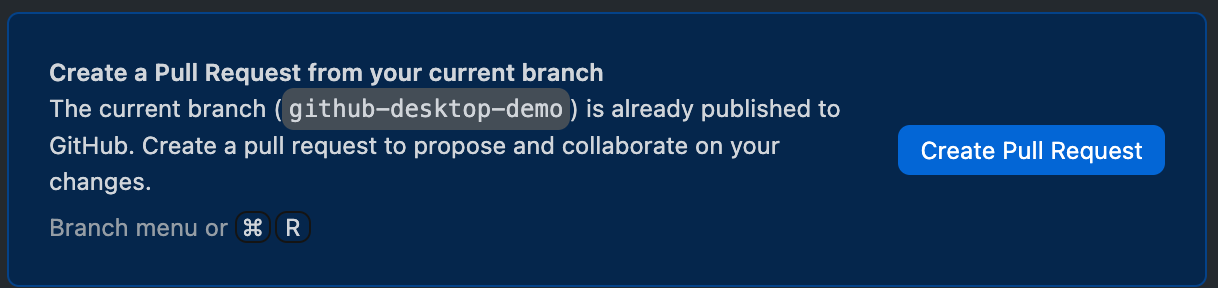 Create a Pull Request from your current branch
The current branch (github-desktop-demo) is already published to
GitHub. Create a pull request to propose and collaborate on your
changes.
Create Pull Request
Branch menu or ⌘ R